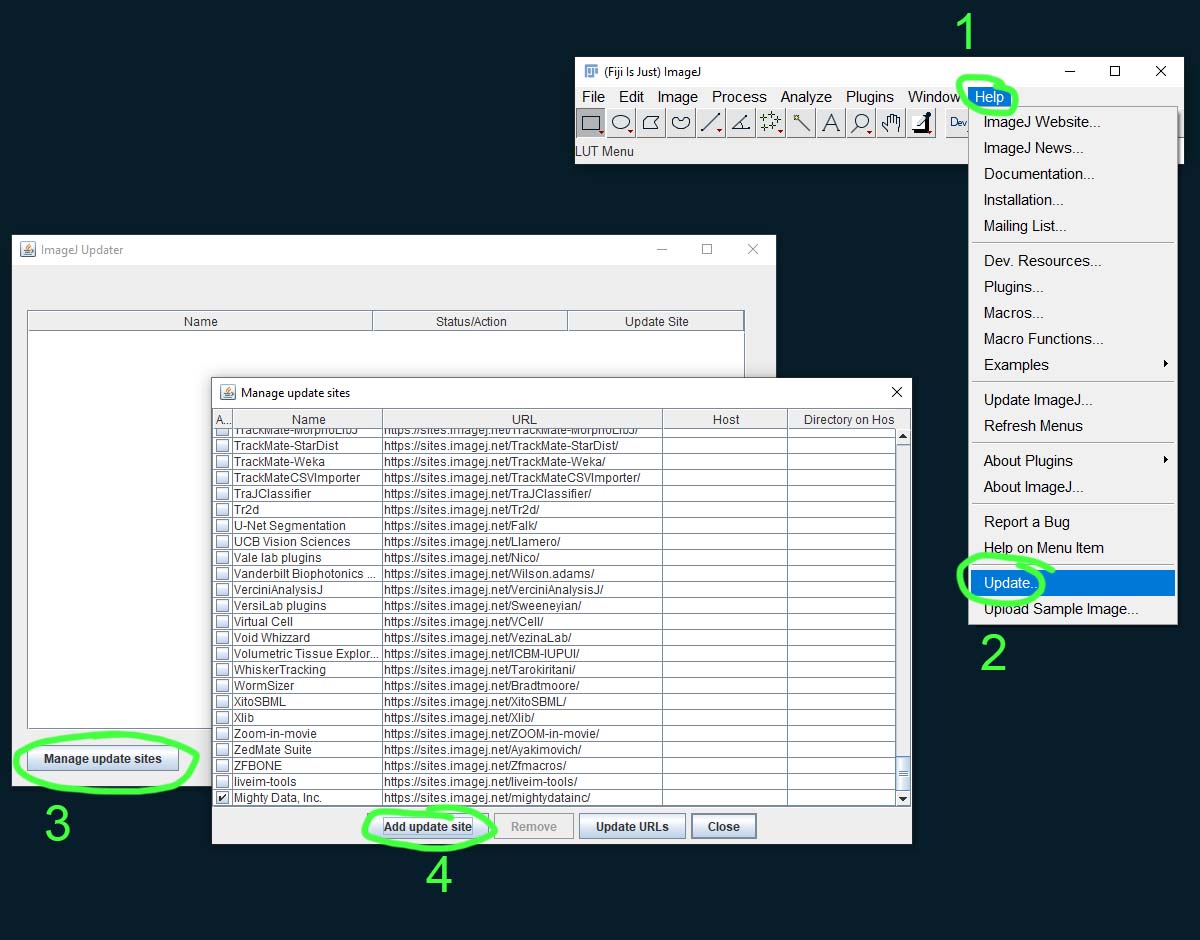 1
(Fiji Is Just) ImageJ
File Edit Image Process Analyze Plugins Window Help
Dev
LUT Menu
ImageJ Website...
ImageJ News...
Documentation...
Installation...
Mailing List...
Dev. Resources...
Plugins...
Macros...
Macro Functions...
Examples
Update ImageJ...
Refresh Menus
About Plugins
About ImageJ...
Report a Bug
Help on Menu Item
Update...
Upload Sample Image...
2
ImageJ Updater
Name Status/Action Update Site
Manage update sites
3
Manage update sites
A... Name URL Host Directory on Hos
TrackMate-MorphoLibJ https://sites.imagej.net/TrackMate-MorphoLibJ/
TrackMate-StarDist https://sites.imagej.net/TrackMate-StarDist/
TrackMate-Weka https://sites.imagej.net/TrackMate-Weka/
TrackMateCSVImporter https://sites.imagej.net/TrackMateCSVImporter/
TraJClassifier https://sites.imagej.net/TraJClassifier/
Tr2d https://sites.imagej.net/Tr2d/
U-Net Segmentation https://sites.imagej.net/Falk/
UCB Vision Sciences https://sites.imagej.net/Llamero/
Vale lab plugins https://sites.imagej.net/Nico/
Vanderbilt Biophotonics ... https://sites.imagej.net/Wilson.adams/
VerciniAnalysisJ https://sites.imagej.net/VerciniAnalysisJ/
VersiLab plugins https://sites.imagej.net/Sweeneyian/
Virtual Cell https://sites.imagej.net/VCell/
Void Whizzard https://sites.imagej.net/VezinaLab/
Volumetric Tissue Explor... https://sites.imagej.net/ICBM-IUPUI/
WhiskerTracking https://sites.imagej.net/Tarokiritani/
WormSizer https://sites.imagej.net/Bradtmoore/
XitoSBML https://sites.imagej.net/XitoSBML/
Xlib https://sites.imagej.net/Xlib/
Zoom-in-movie https://sites.imagej.net/ZOOM-in-movie/
ZedMate Suite https://sites.imagej.net/Ayakimovich/
ZFBONE https://sites.imagej.net/Zfmacros/
liveim-tools https://sites.imagej.net/liveim-tools/
Mighty Data, Inc. https://sites.imagej.net/mightydatainc/
Add update site Remove Update URLs Close
4